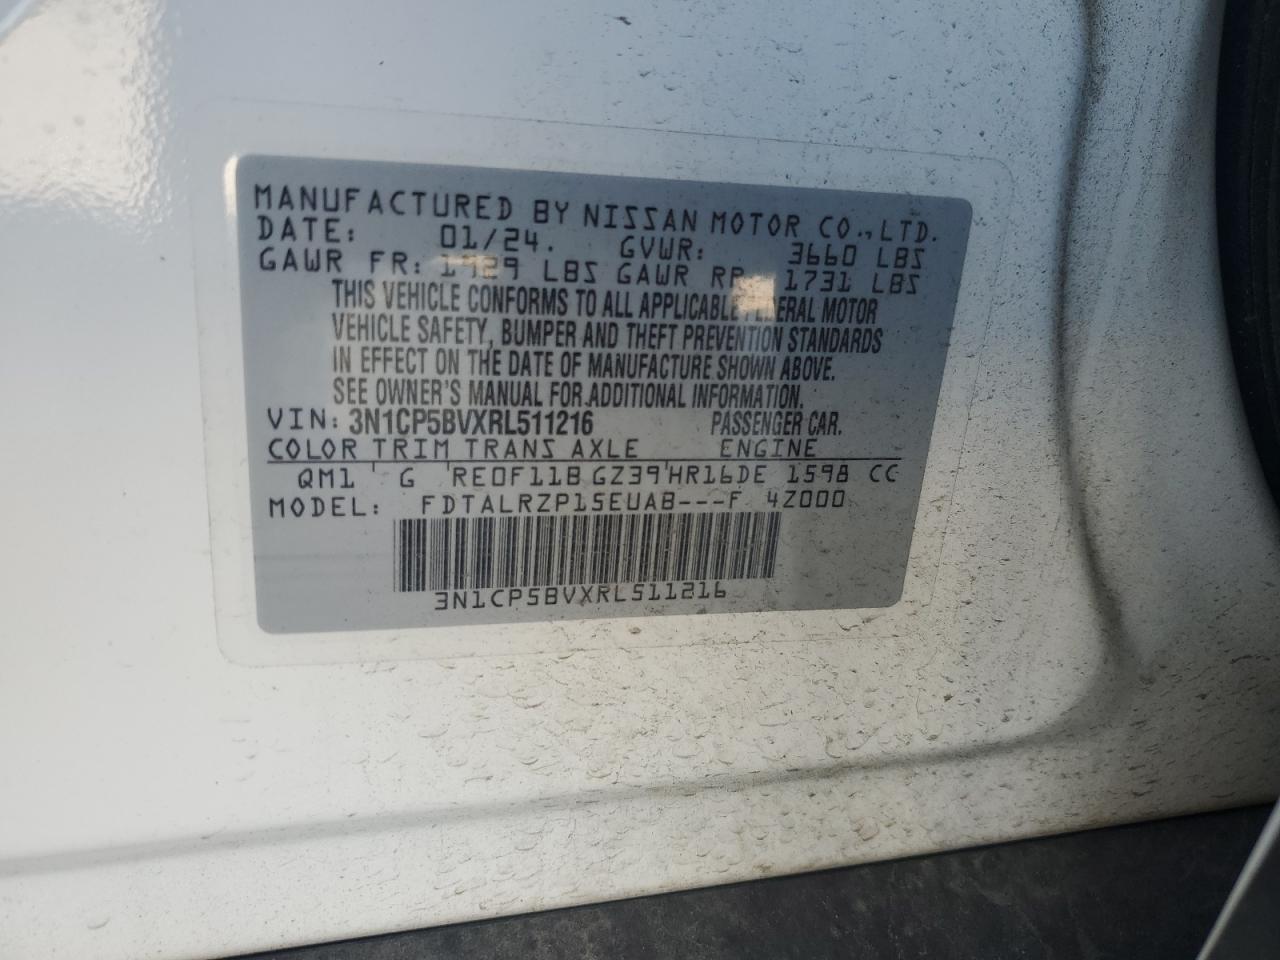 MANUFACTURED BY NISSAN MOTOR CO., LTD.
DATE: 01/24. GVWR: 3660 LBS
GAWR FR: 1929 LBS GAWR RR 1731 LBS
THIS VEHICLE CONFORMS TO ALL APPLICABLE FEDERAL MOTOR
VEHICLE SAFETY, BUMPER AND THEFT PREVENTION STANDARDS
IN EFFECT ON THE DATE OF MANUFACTURE SHOWN ABOVE.
SEE OWNER'S MANUAL FOR ADDITIONAL INFORMATION.
VIN: 3N1CP5BVXRL511216 PASSENGER CAR.
COLOR TRIM TRANS AXLE ENGINE
QM1 ' G ' RE0F11B GZ39'HR16DE 1598 CC
MODEL: FDTALRZP15EUAB---F 4Z000
3N1CP5BVXRL511216